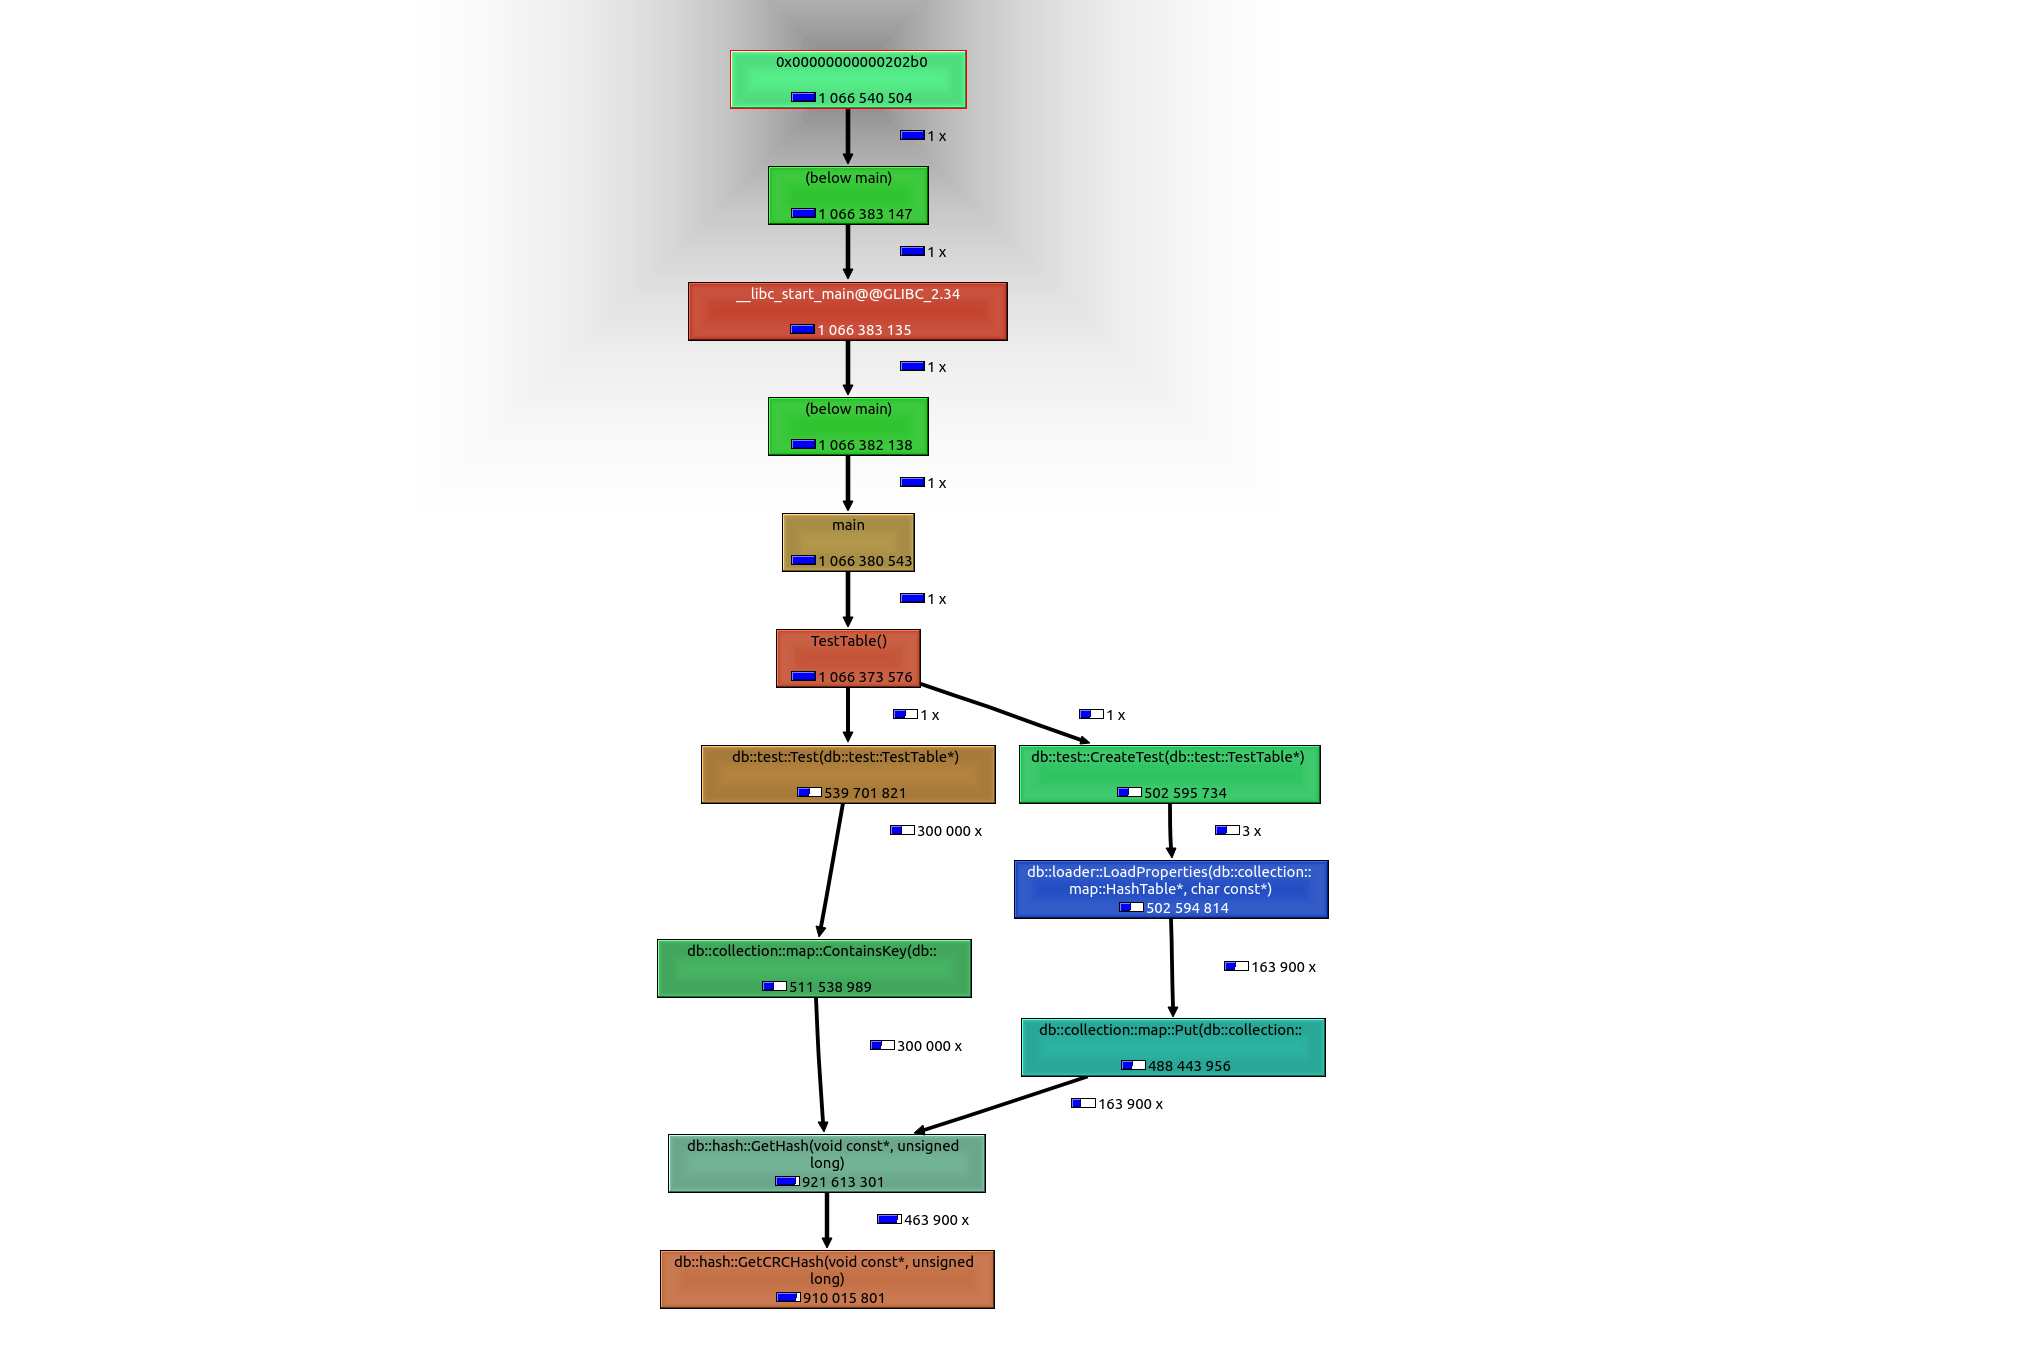 0x00000000000202b0
1 066 540 504
1 x
(below main)
1 066 383 147
1 x
__libc_start_main@@GLIBC_2.34
1 066 383 135
1 x
(below main)
1 066 382 138
1 x
main
1 066 380 543
1 x
TestTable()
1 066 373 576
1 x
1 x
db::test::Test(db::test::TestTable*)
539 701 821
db::test::CreateTest(db::test::TestTable*)
502 595 734
300 000 x
3 x
db::loader::LoadProperties(db::collection::
map::HashTable*, char const*)
502 594 814
db::collection::map::ContainsKey(db::
511 538 989
163 900 x
db::collection::map::Put(db::collection::
488 443 956
300 000 x
163 900 x
db::hash::GetHash(void const*, unsigned
long)
921 613 301
463 900 x
db::hash::GetCRCHash(void const*, unsigned
long)
910 015 801